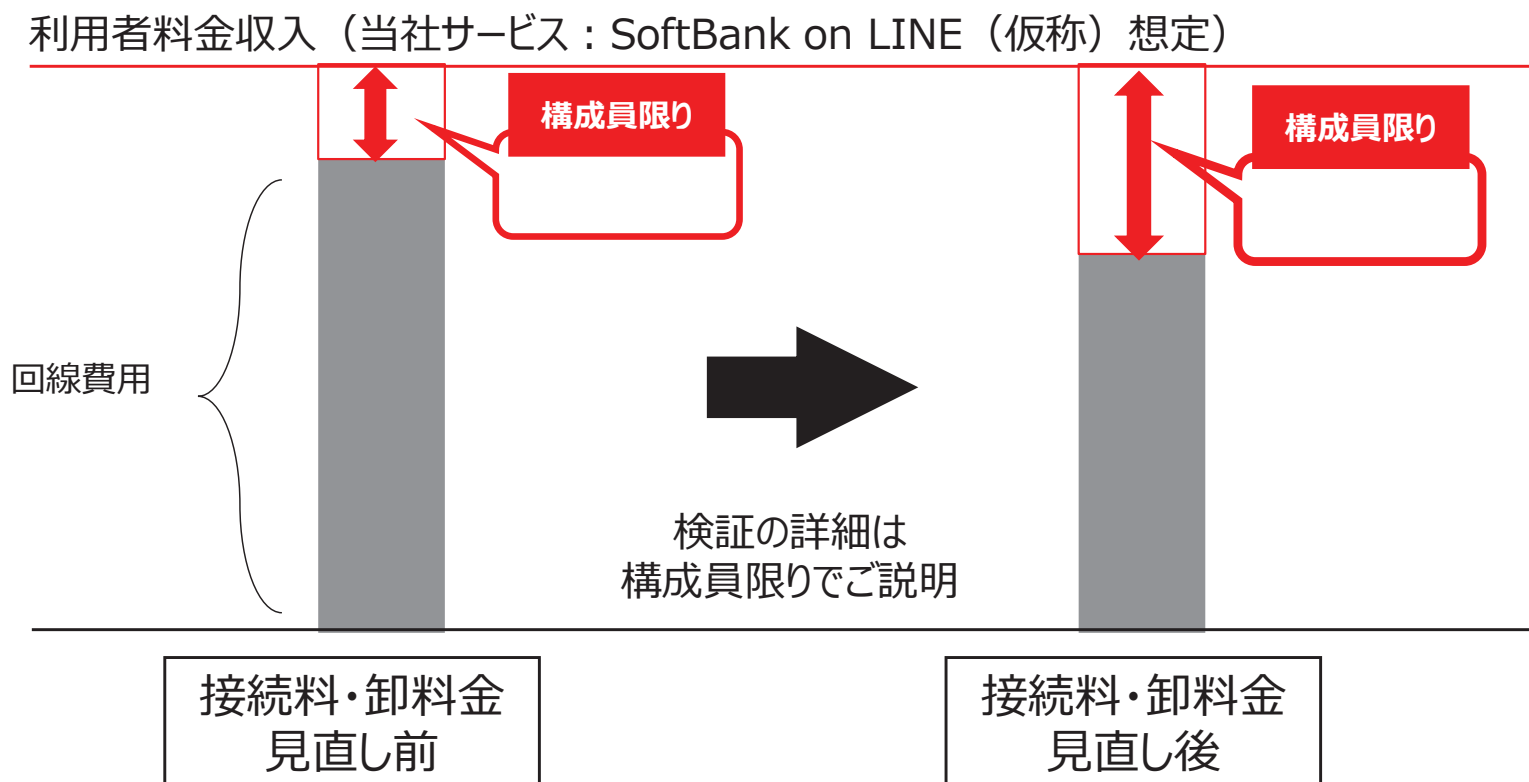 利用者料金収入（当社サービス：SoftBank on LINE（仮称）想定）
構成員限り
構成員限り
回線費用
検証の詳細は
構成員限りでご説明
接続料・卸料金
見直し前
接続料・卸料金
見直し後